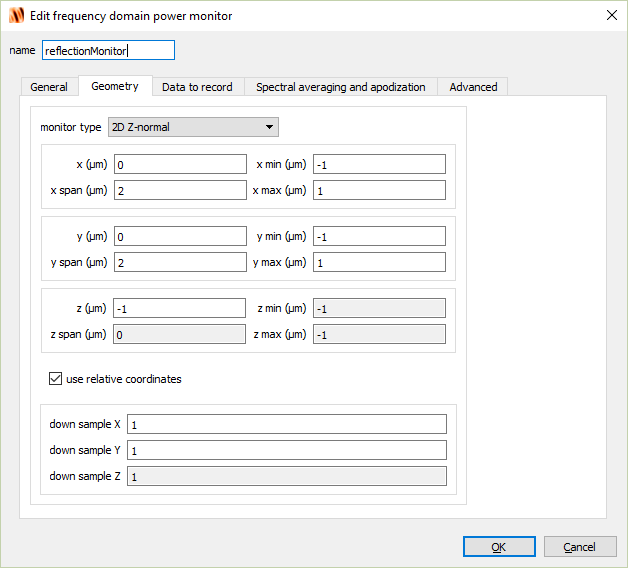 Edit frequency domain power monitor
name reflectionMonitor
General Geometry Data to record Spectral averaging and apodization Advanced
monitor type 2D Z-normal
x (µm) 0 x min (µm) -1
x span (µm) 2 x max (µm) 1
y (µm) 0 y min (µm) -1
y span (µm) 2 y max (µm) 1
z (µm) -1 z min (µm) -1
z span (µm) 0 z max (µm) -1
use relative coordinates
down sample X 1
down sample Y 1
down sample Z 1
OK Cancel